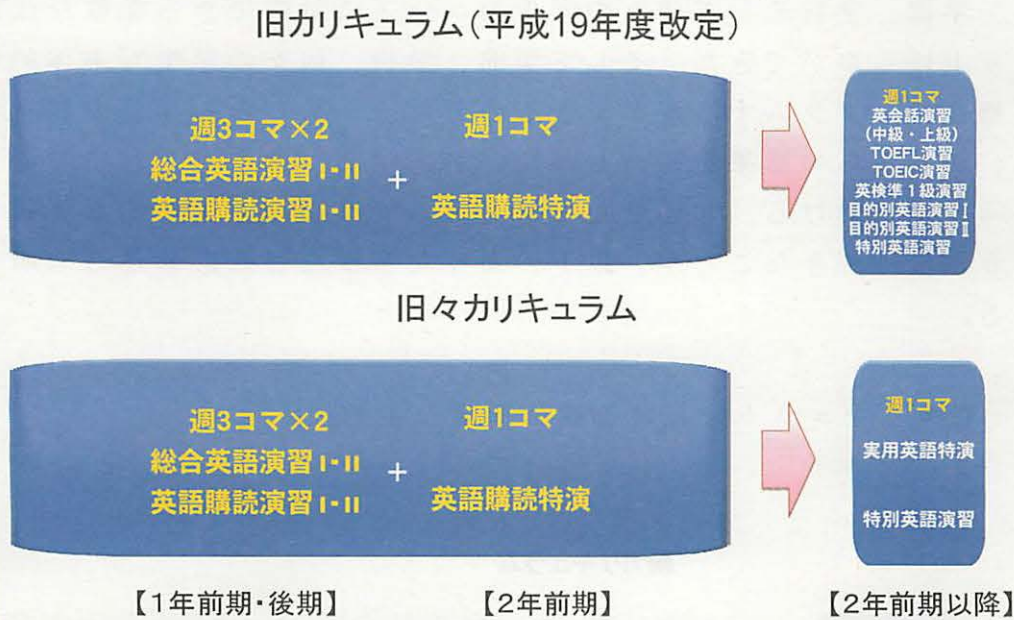 旧カリキュラム(平成19年度改定)
週3コマ×2
総合英語演習Ⅰ・Ⅱ
英語購読演習Ⅰ・Ⅱ
+
週1コマ
英語購読特演
週1コマ
英会話演習
(中級・上級)
TOEFL演習
TOEIC演習
英検準1級演習
目的別英語演習Ⅰ
目的別英語演習Ⅱ
特別英語演習
旧々カリキュラム
週3コマ×2
総合英語演習Ⅰ・Ⅱ
英語購読演習Ⅰ・Ⅱ
+
週1コマ
英語購読特演
週1コマ
実用英語特演
特別英語演習
【1年前期・後期】
【2年前期】
【2年前期以降】